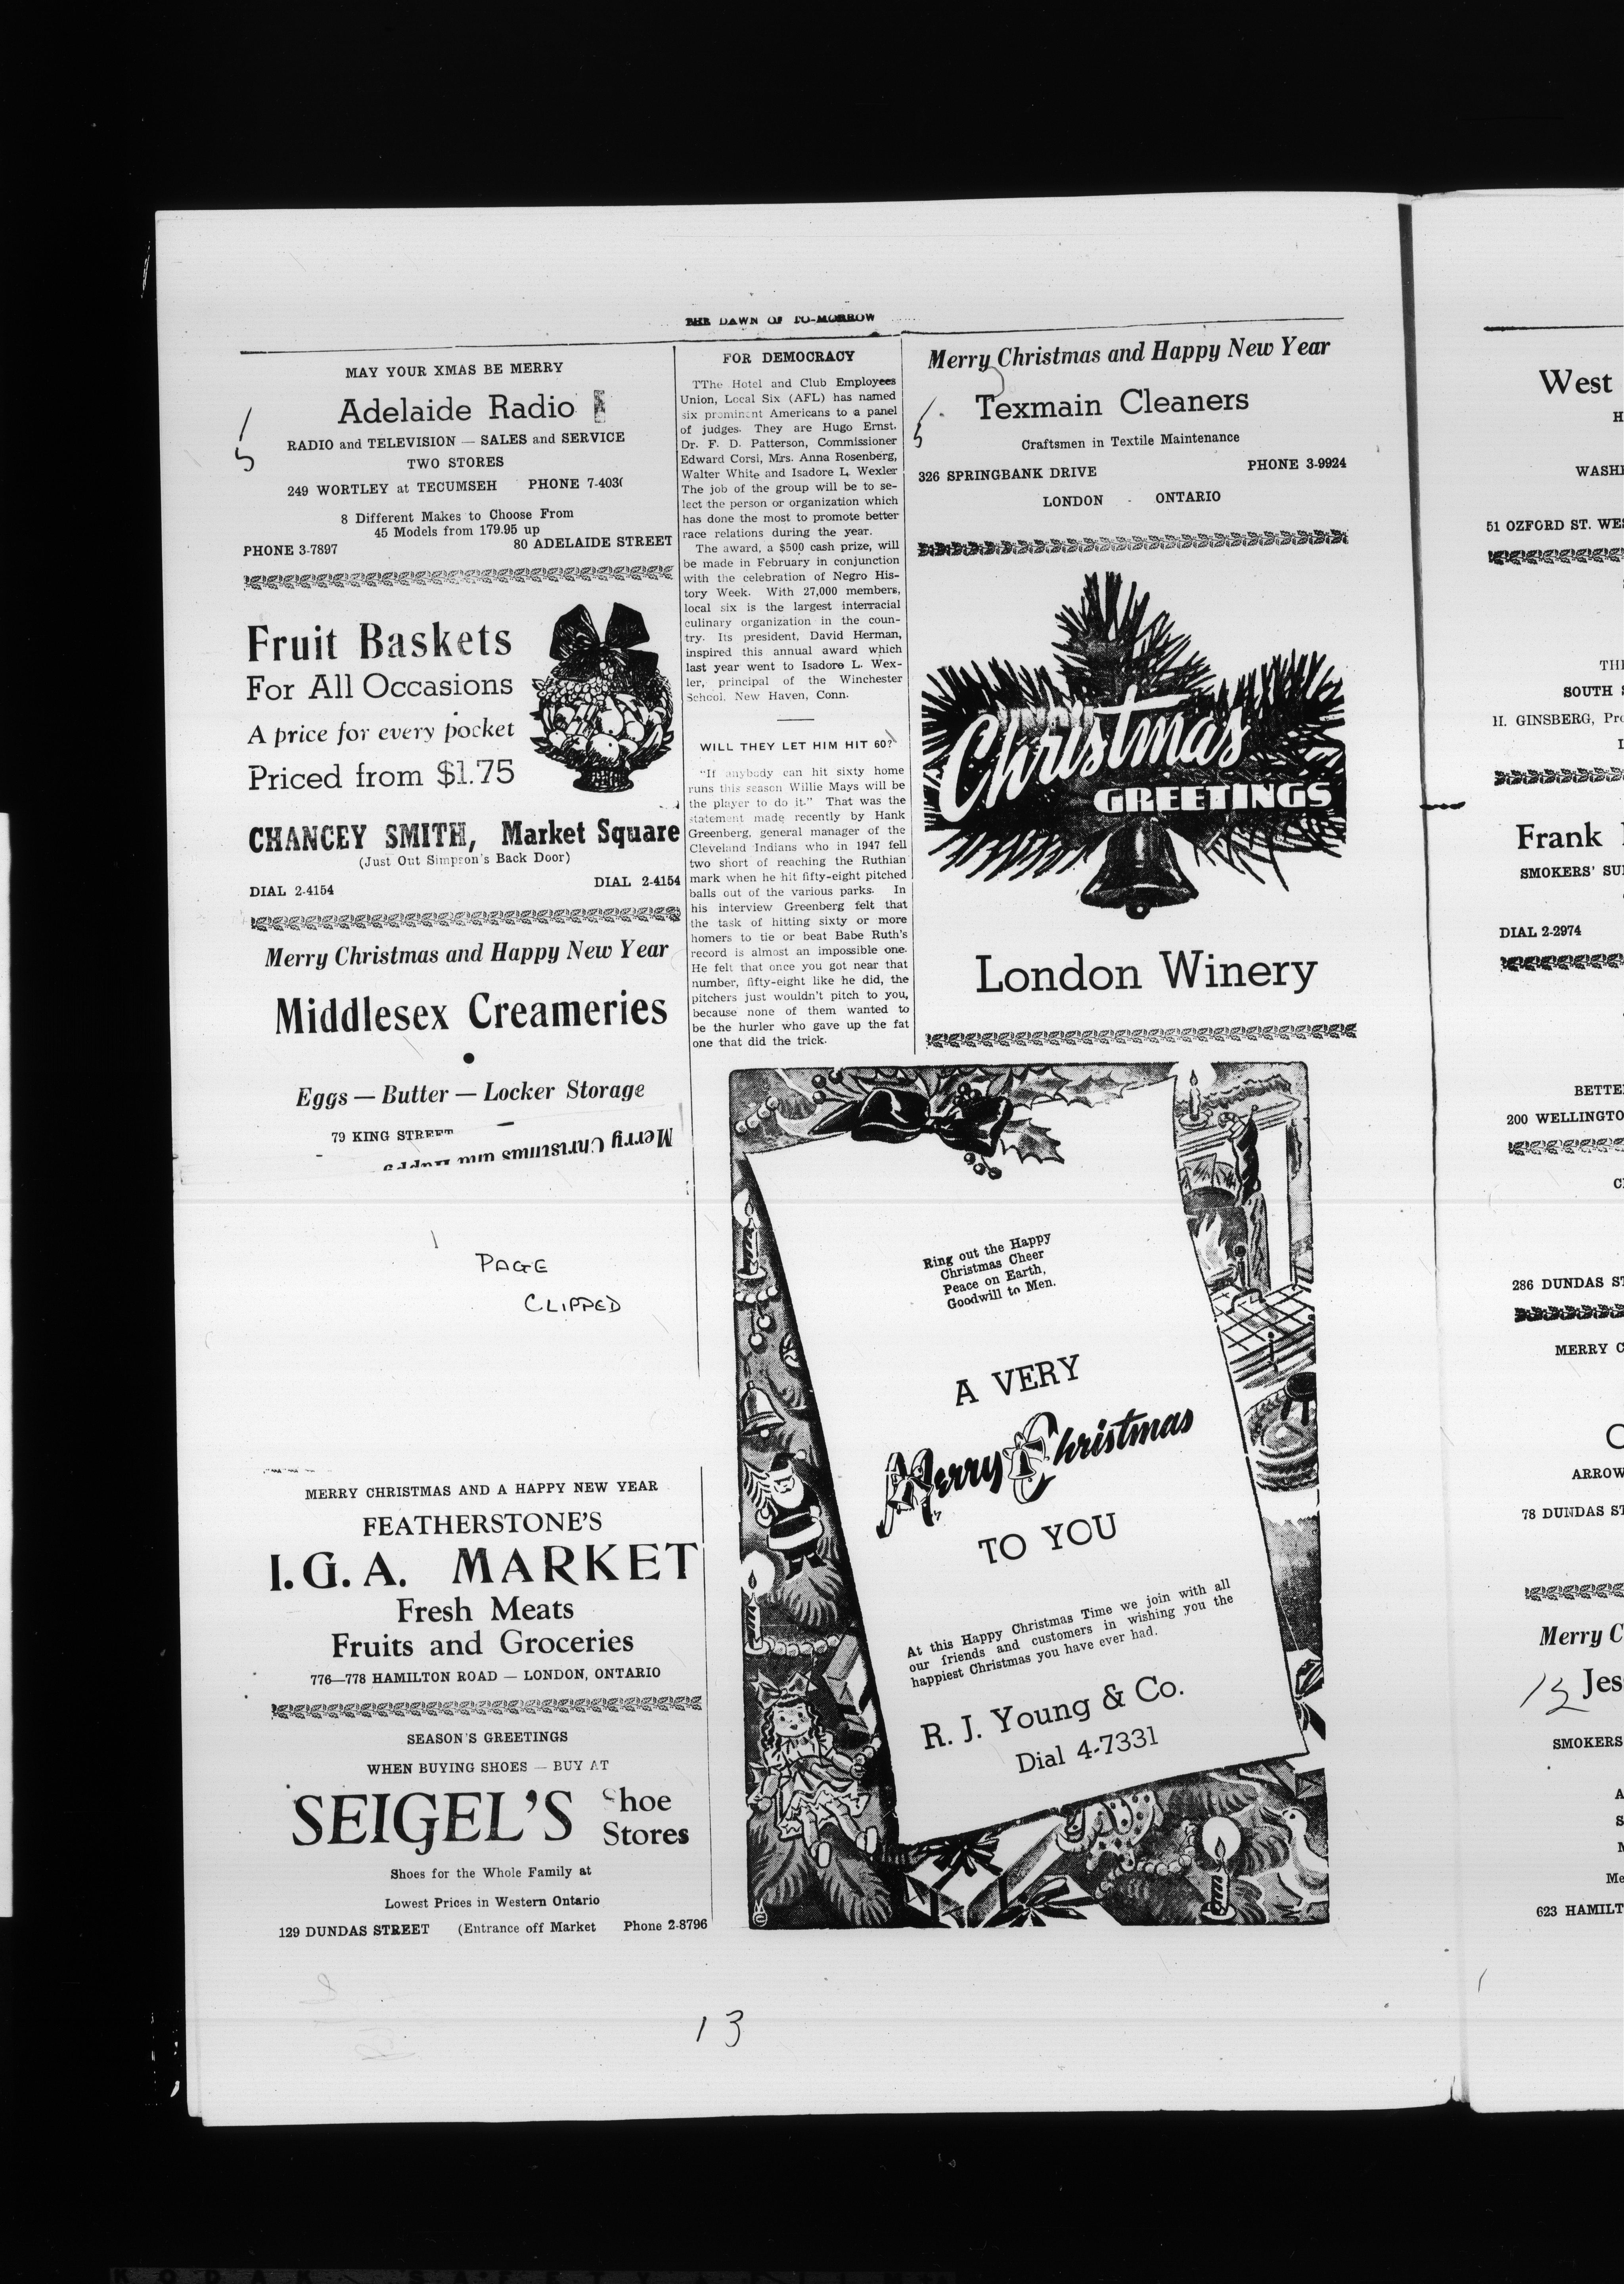 THE DAWN OF TO-MORROW
MAY YOUR XMAS BE MERRY
Adelaide Radio
RADIO and TELEVISION — SALES and SERVICE
TWO STORES
249 WORTLEY at TECUMSEH PHONE 7-403
8 Different Makes to Choose From
45 Models from 179.95 up
PHONE 3-7897 80 ADELAIDE STREET
5
Fruit Baskets
For All Occasions
A price for every pocket
Priced from $1.75
CHANCEY SMITH, Market Square
(Just Out Simpson's Back Door)
DIAL 2-4154 DIAL 2-4154
Merry Christmas and Happy New Year
Middlesex Creameries
Eggs — Butter — Locker Storage
79 KING STREET
Merry Christmas and Happy
PAGE
CLIPPED
MERRY CHRISTMAS AND A HAPPY NEW YEAR
FEATHERSTONE'S
I.G.A. MARKET
Fresh Meats
Fruits and Groceries
776—778 HAMILTON ROAD — LONDON, ONTARIO
SEASON'S GREETINGS
WHEN BUYING SHOES — BUY AT
SEIGEL'S Shoe
Stores
Shoes for the Whole Family at
Lowest Prices in Western Ontario
129 DUNDAS STREET (Entrance off Market Phone 2-8796
FOR DEMOCRACY
TThe Hotel and Club Employees
Union, Local Six (AFL) has named
six prominent Americans to a panel
of judges. They are Hugo Ernst,
Dr. F. D. Patterson, Commissioner
Edward Corsi, Mrs. Anna Rosenberg,
Walter White and Isadore L. Wexler
The job of the group will be to se-
lect the person or organization which
has done the most to promote better
race relations during the year.
The award, a $500 cash prize, will
be made in February in conjunction
with the celebration of Negro His-
tory Week. With 27,000 members,
local six is the largest interracial
culinary organization in the coun-
try. Its president, David Herman,
inspired this annual award which
last year went to Isadore L. Wex-
ler, principal of the Winchester
School, New Haven, Conn.
WILL THEY LET HIM HIT 60?
"If anybody can hit sixty home
runs this season Willie Mays will be
the player to do it." That was the
statement made recently by Hank
Greenberg, general manager of the
Cleveland Indians who in 1947 fell
two short of reaching the Ruthian
mark when he hit fifty-eight pitched
balls out of the various parks. In
his interview Greenberg felt that
the task of hitting sixty or more
homers to tie or beat Babe Ruth's
record is almost an impossible one.
He felt that once you got near that
number, fifty-eight like he did, the
pitchers just wouldn't pitch to you,
because none of them wanted to
be the hurler who gave up the fat
one that did the trick.
Merry Christmas and Happy New Year
Texmain Cleaners
Craftsmen in Textile Maintenance
326 SPRINGBANK DRIVE PHONE 3-9924
LONDON - ONTARIO
5
Christmas
GREETINGS
London Winery
Ring out the Happy
Christmas Cheer
Peace on Earth,
Goodwill to Men.
A VERY
Merry Christmas
TO YOU
At this Happy Christmas Time we join with all
our friends and customers in wishing you the
happiest Christmas you have ever had.
R. J. Young & Co.
Dial 4-7331
13
West
H
WASHI
51 OZFORD ST. WES
TH
SOUTH
H. GINSBERG, Pro
Frank
SMOKERS' SU
DIAL 2-2974
BETTE
200 WELLINGTO
C
286 DUNDAS ST
MERRY C
ARROW
78 DUNDAS ST
Merry C
Jes
SMOKERS
A
S
Me
623 HAMILT